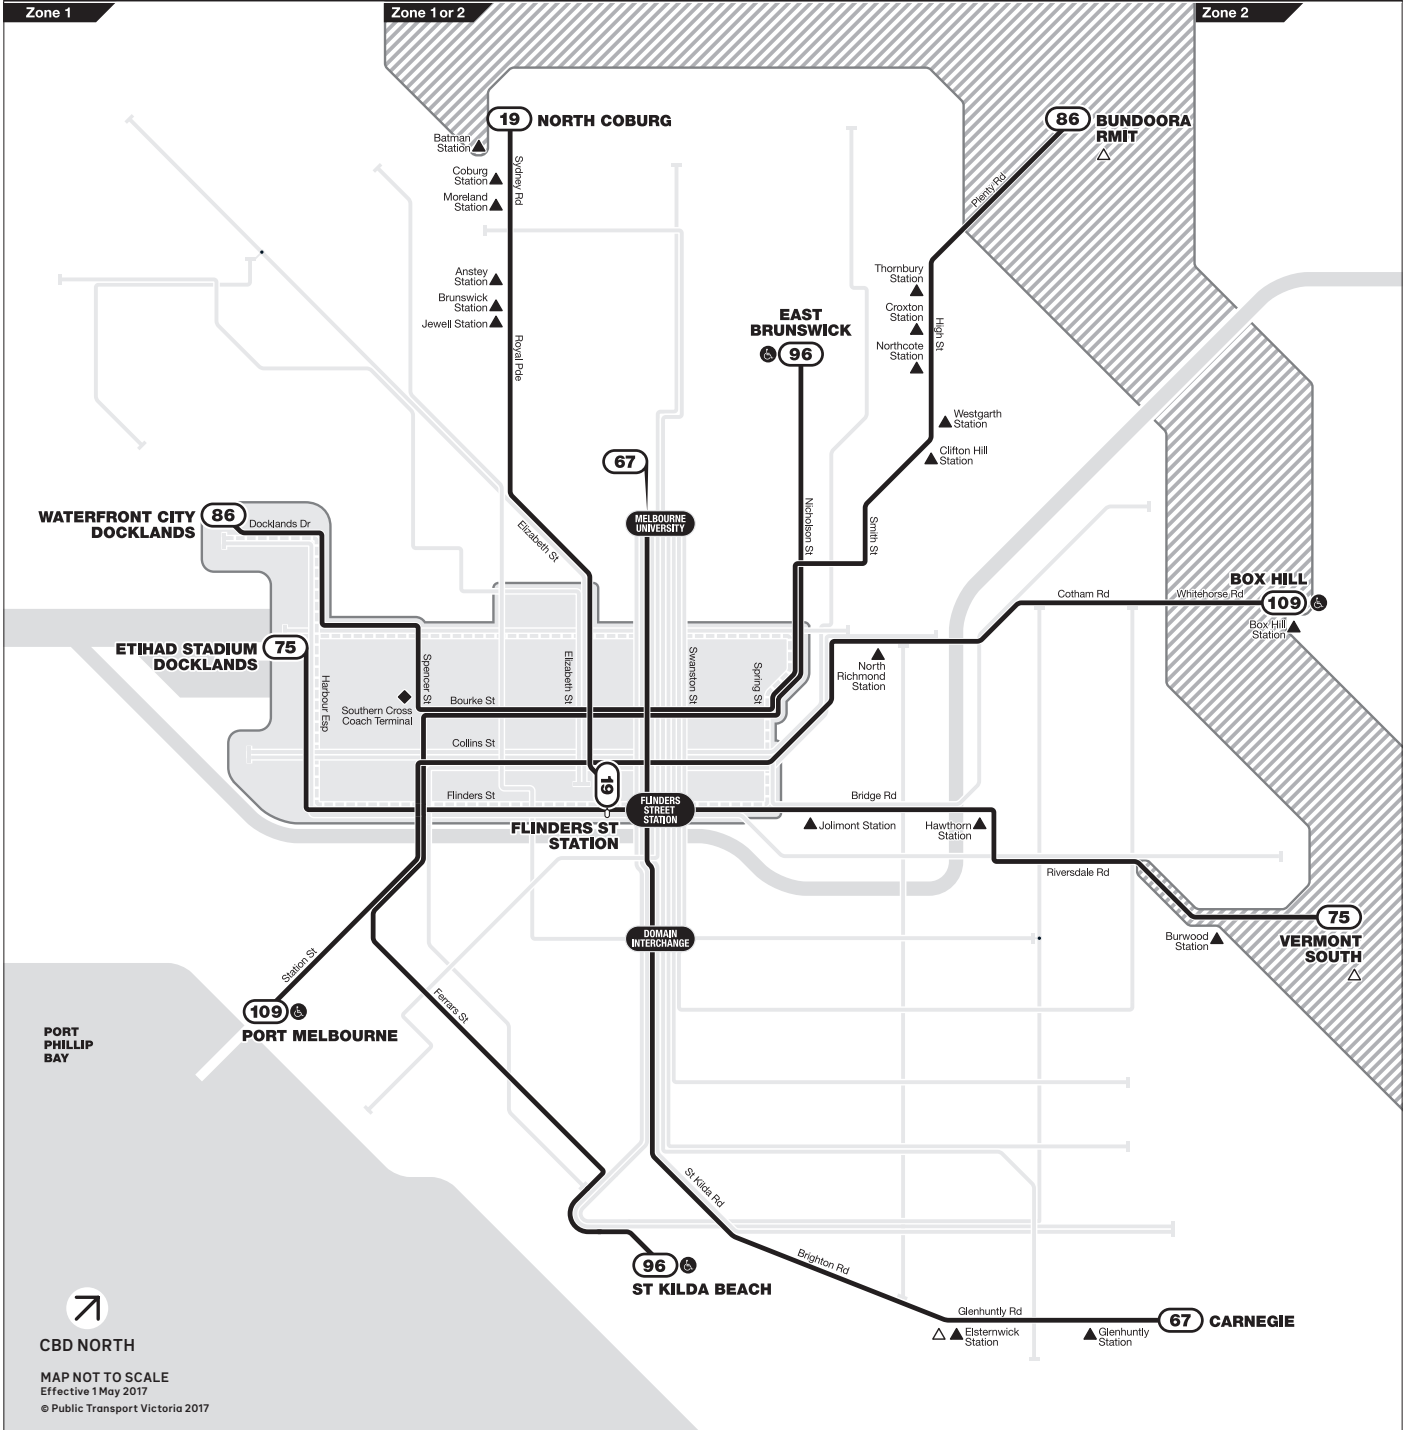 Zone 1
Zone 1 or 2
Zone 2
19
NORTH COBURG
86
BUNDOORA
RMIT
Batman
Station
Coburg
Station
Moreland
Station
Sydney Rd
Plenty Rd
Anstey
Station
Brunswick
Station
Jewell Station
Royal Pde
Thornbury
Station
Croxton
Station
Northcote
Station
High St
EAST
BRUNSWICK
96
Westgarth
Station
Clifton Hill
Station
67
MELBOURNE
UNIVERSITY
Elizabeth St
Nicholson St
Smith St
WATERFRONT CITY
DOCKLANDS
86
Docklands Dr
BOX HILL
Cotham Rd
Whitehorse Rd
109
Box Hill
Station
ETIHAD STADIUM
DOCKLANDS
75
Harbour Esp
Spencer St
Elizabeth St
Swanston St
Spring St
North
Richmond
Station
Southern Cross
Coach Terminal
Bourke St
Collins St
Flinders St
19
FLINDERS
STREET
STATION
FLINDERS ST
STATION
Bridge Rd
Jolimont Station
Hawthorn
Station
Riversdale Rd
75
VERMONT
SOUTH
Burwood
Station
DOMAIN
INTERCHANGE
Station St
Ferrars St
109
PORT MELBOURNE
PORT
PHILLIP
BAY
St Kilda Rd
96
ST KILDA BEACH
Brighton Rd
Glenhuntly Rd
67
CARNEGIE
Elsternwick
Station
Glenhuntly
Station
CBD NORTH
MAP NOT TO SCALE
Effective 1 May 2017
© Public Transport Victoria 2017